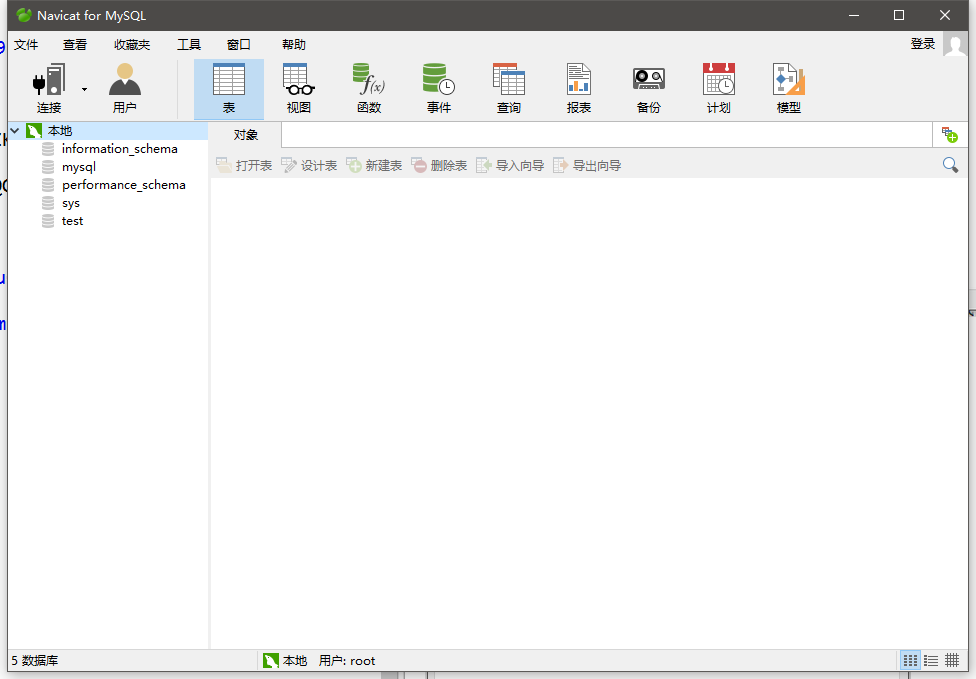 Navicat for MySQL
文件 查看 收藏夹 工具 窗口 帮助 登录
连接 用户 表 视图 函数 事件 查询 报表 备份 计划 模型
本地 对象
打开表 设计表 新建表 删除表 导入向导 导出向导
information_schema
mysql
performance_schema
sys
test
5 数据库 本地 用户: root